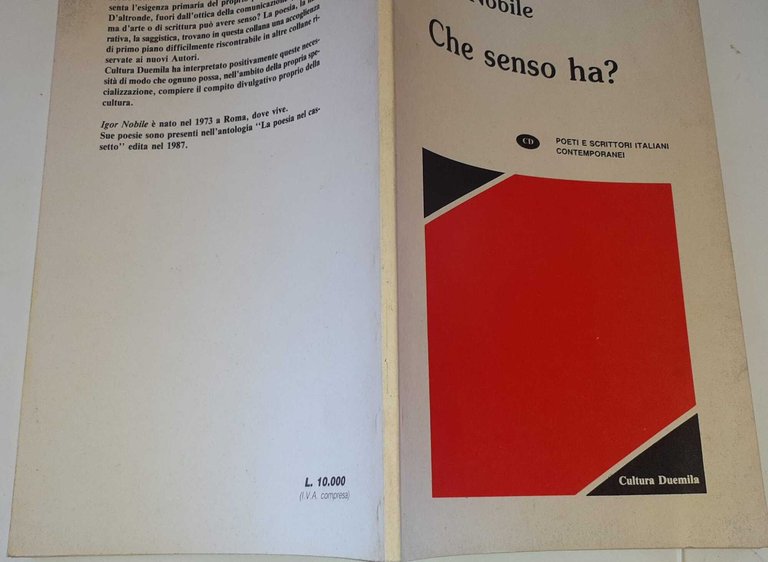 senta l'esigenza primaria del proprio
D'altronde, fuori dall'ottica della comunicazione
ma d'arte o di scrittura può avere senso? La poesia, la
rativa, la saggistica, trovano in questa collana una accoglienza
di primo piano difficilmente riscontrabile in altre collane ri-
servate ai nuovi Autori.
Cultura Duemila ha interpretato positivamente queste neces-
sità di modo che ognuno possa, nell'ambito della propria spe-
cializzazione, compiere il compito divulgativo proprio della
cultura.
Igor Nobile è nato nel 1973 a Roma, dove vive.
Sue poesie sono presenti nell'antologia "La poesia nel cas-
setto" edita nel 1987.
L. 10.000
(I.V.A. compresa)
Nobile
Che senso ha?
CD
POETI E SCRITTORI ITALIANI
CONTEMPORANEI
Cultura Duemila